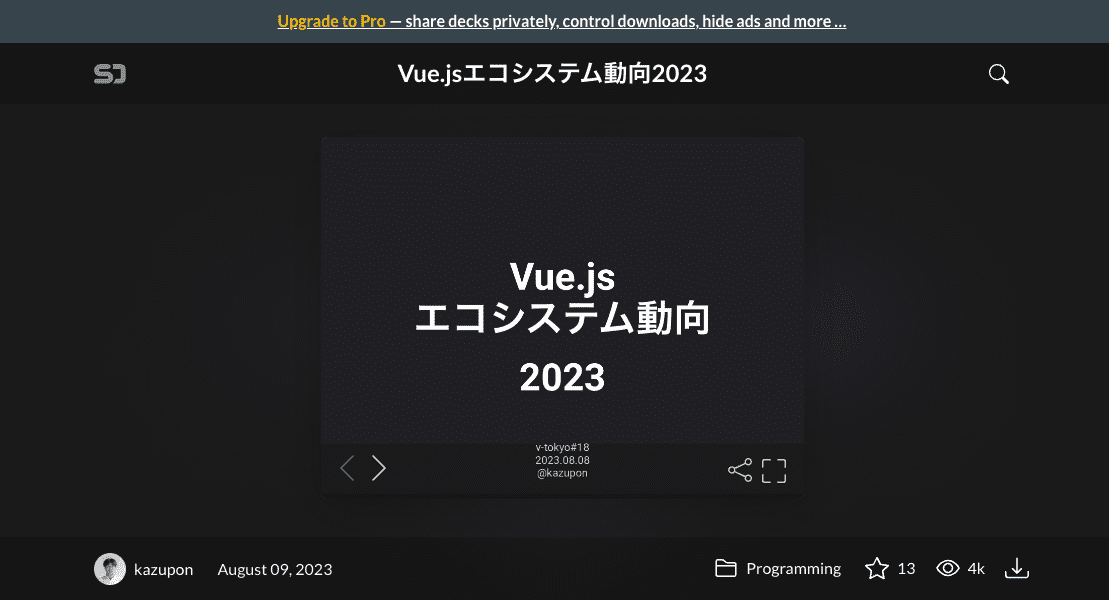 Upgrade to Pro — share decks privately, control downloads, hide ads and more …
SD
Vue.jsエコシステム動向2023
Vue.js
エコシステム動向
2023
v-tokyo#18
2023.08.08
@kazupon
kazupon
August 09, 2023
Programming
13
4k